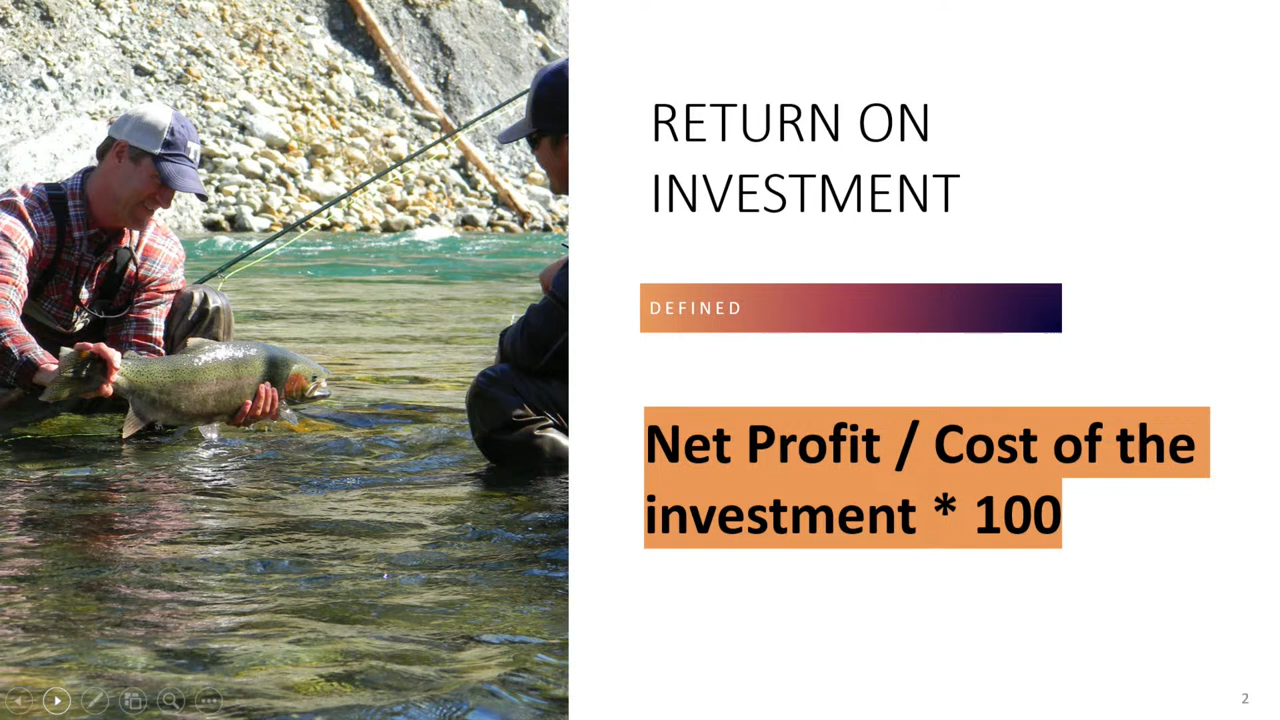 RETURN ON
INVESTMENT
DEFINED
Net Profit / Cost of the
investment * 100
2